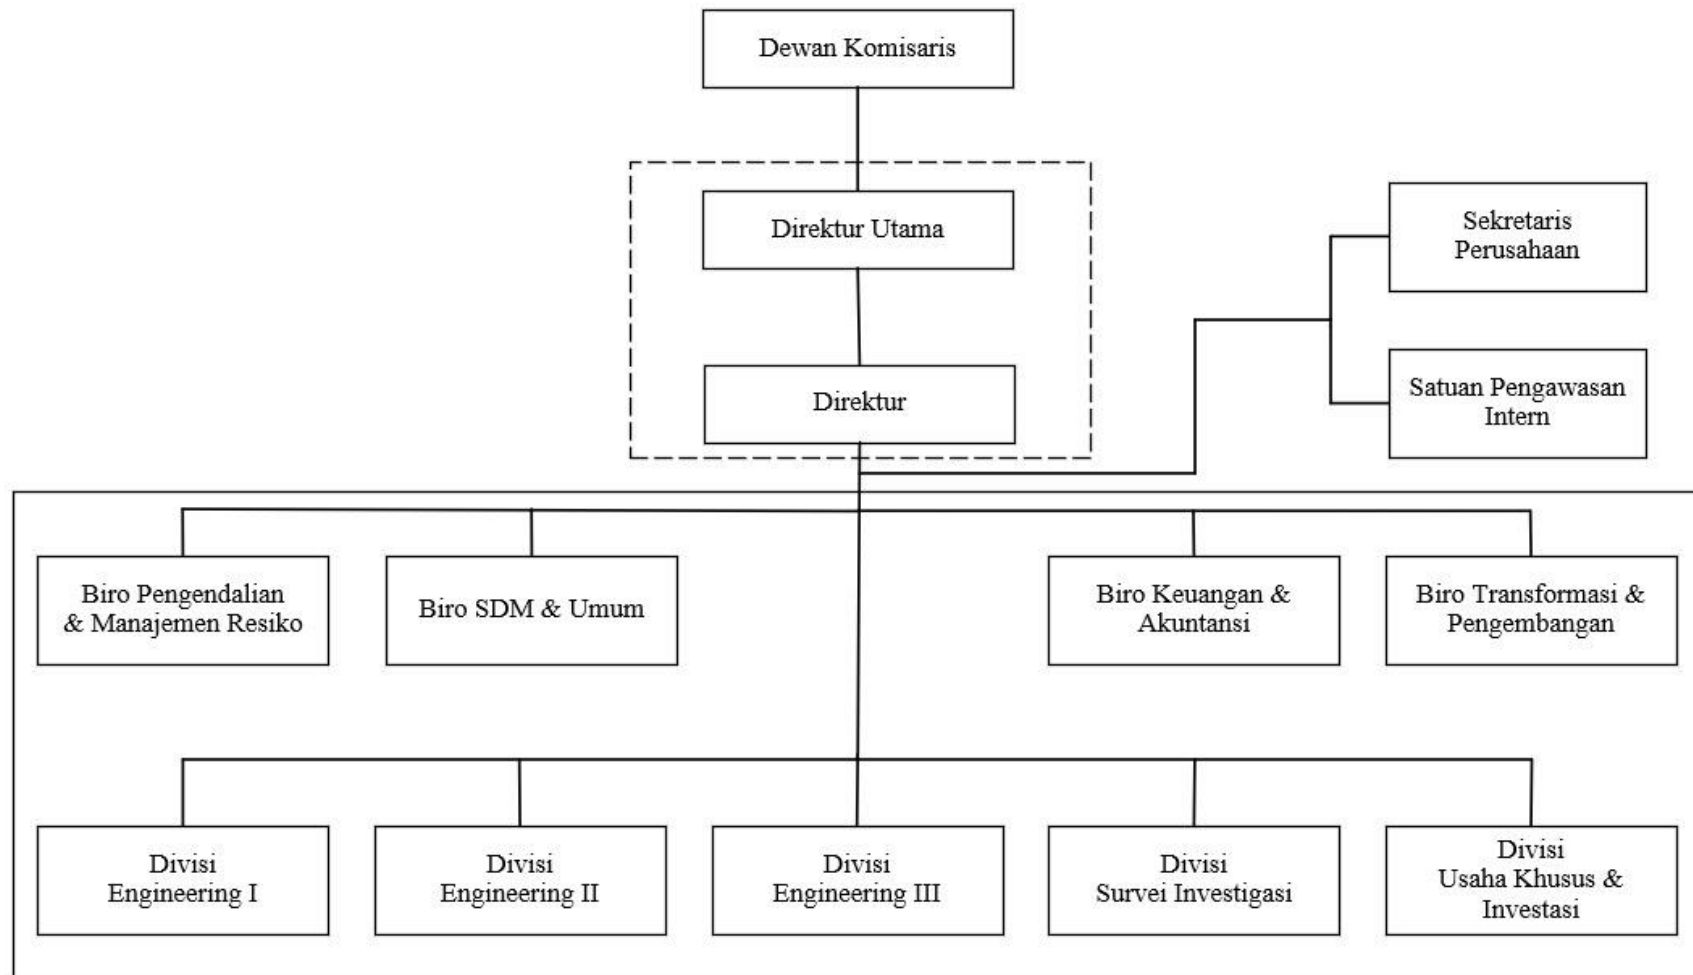 Dewan Komisaris
Direktur Utama
Sekretaris
Perusahaan
Direktur
Satuan Pengawasan
Intern
Biro Pengendalian
& Manajemen Resiko
Biro SDM & Umum
Biro Keuangan &
Akuntansi
Biro Transformasi &
Pengembangan
Divisi
Engineering I
Divisi
Engineering II
Divisi
Engineering III
Divisi
Survei Investigasi
Divisi
Usaha Khusus &
Investasi